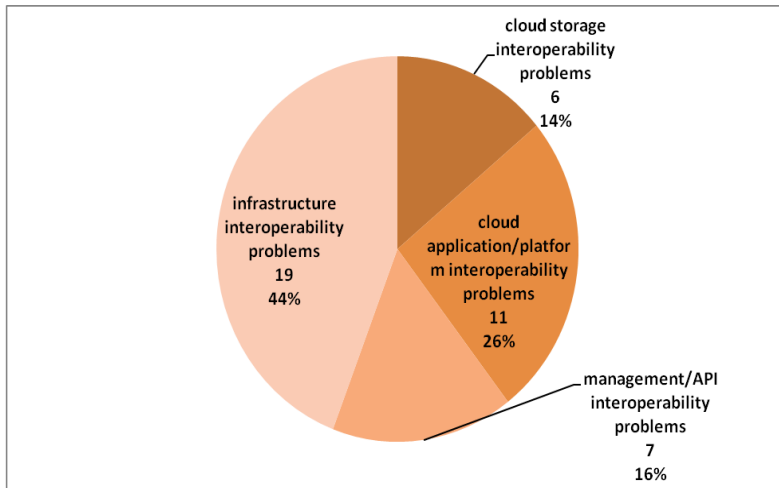 cloud storage
interoperability
problems
6
14%
infrastructure
interoperability
problems
19
44%
cloud
application/platfor
m interoperability
problems
11
26%
management/API
interoperability
problems
7
16%